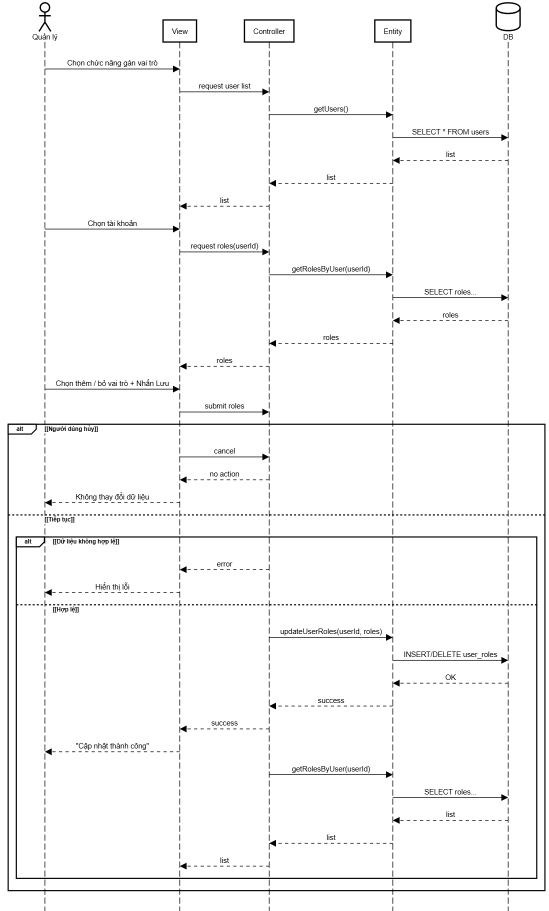 Quản lý
View
Controller
Entity
DB
Chọn chức năng gán vai trò
request user list
getUsers()
SELECT * FROM users
list
list
list
Chọn tài khoản
request roles(userId)
getRolesByUser(userId)
SELECT roles...
roles
roles
roles
Chọn thêm / bỏ vai trò + Nhấn Lưu
submit roles
alt
[[Người dùng hủy]]
cancel
no action
Không thay đổi dữ liệu
[[Tiếp tục]]
alt
[[Dữ liệu không hợp lệ]]
error
Hiển thị lỗi
[[Hợp lệ]]
updateUserRoles(userId, roles)
INSERT/DELETE user_roles
OK
success
success
"Cập nhật thành công"
getRolesByUser(userId)
SELECT roles...
list
list
list